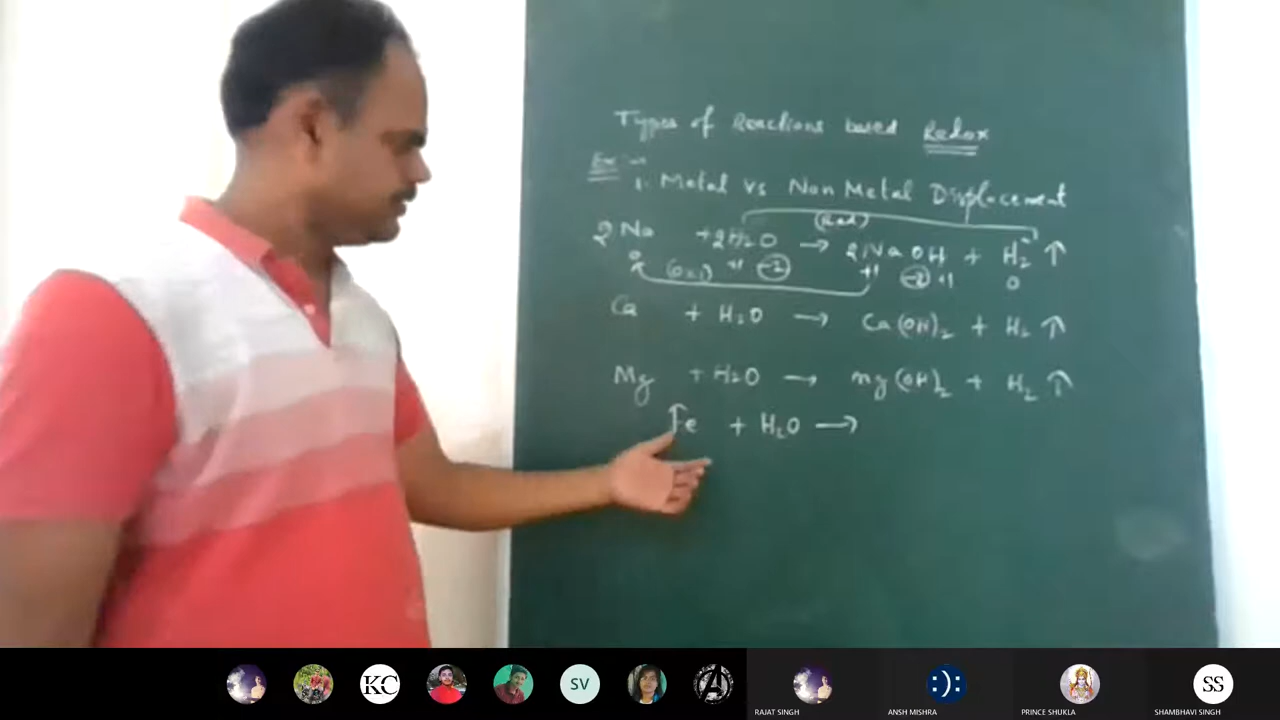 Types of Reactions based Redox
Ex :-
1. Metal vs Non Metal Displacement
(Red)
2Na + 2H₂O → 2NaOH + H₂ ↑
0 (Oxi) +1 -2 +1 -2 +1 0
Ca + H₂O → Ca(OH)₂ + H₂ ↑
Mg + H₂O → mg(OH)₂ + H₂ ↑
Fe + H₂O →
KC SV A
RAJAT SINGH ANSH MISHRA PRINCE SHUKLA SS SHAMBHAVI SINGH